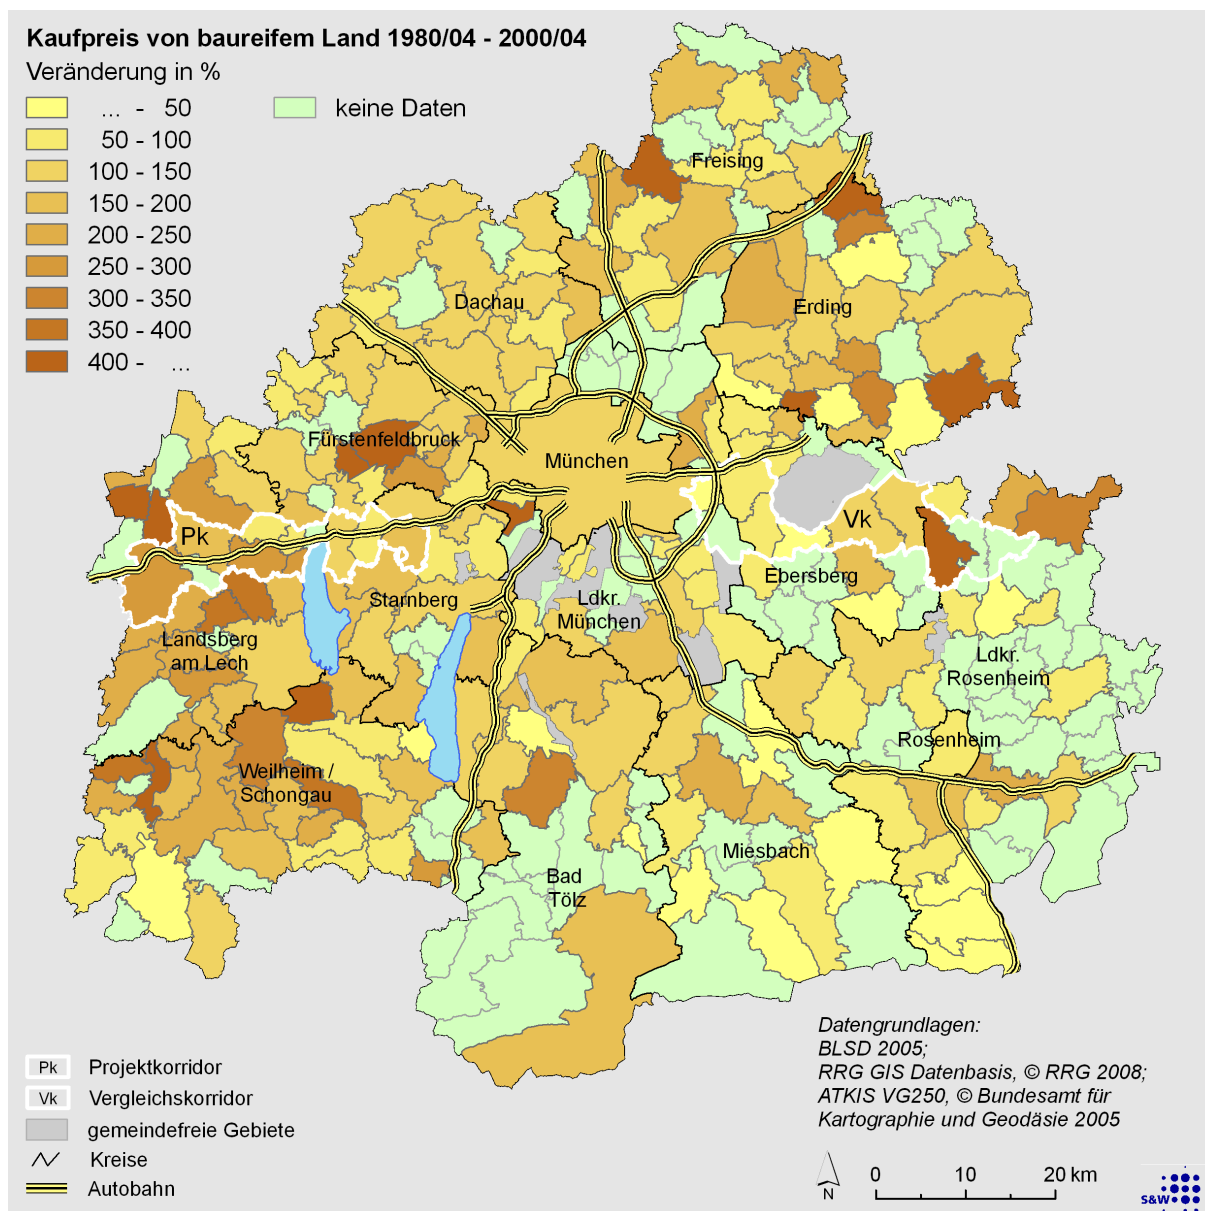 Kaufpreis von baureifem Land 1980/04 - 2000/04
Veränderung in %
... - 50
keine Daten
50 - 100
100 - 150
150 - 200
200 - 250
250 - 300
300 - 350
350 - 400
400 - ...
Freising
Dachau
Erding
Fürstenfeldbruck
München
Pk
Vk
Ebersberg
Starnberg
Ldkr.
München
Landsberg
am Lech
Ldkr.
Rosenheim
Rosenheim
Weilheim /
Schongau
Miesbach
Bad
Tölz
Datengrundlagen:
BLSD 2005;
RRG GIS Datenbasis, © RRG 2008;
ATKIS VG250, © Bundesamt für
Kartographie und Geodäsie 2005
Pk Projektkorridor
Vk Vergleichskorridor
gemeindefreie Gebiete
Kreise
Autobahn
N
0 10 20 km
S&W